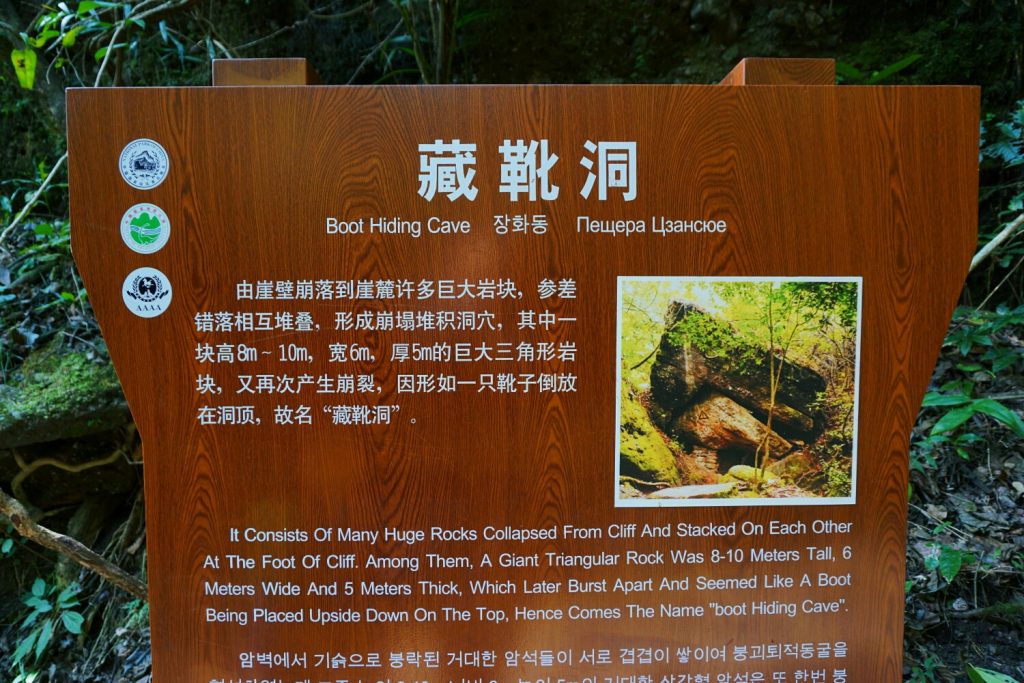 藏靴洞
Boot Hiding Cave 장화동 Пещера Цзансюе
由崖壁崩落到崖麓许多巨大岩块，参差
错落相互堆叠，形成崩塌堆积洞穴，其中一
块高8m～10m，宽6m，厚5m的巨大三角形岩
块，又再次产生崩裂，因形如一只靴子倒放
在洞顶，故名“藏靴洞”。
It Consists Of Many Huge Rocks Collapsed From Cliff And Stacked On Each Other
At The Foot Of Cliff. Among Them, A Giant Triangular Rock Was 8-10 Meters Tall, 6
Meters Wide And 5 Meters Thick, Which Later Burst Apart And Seemed Like A Boot
Being Placed Upside Down On The Top, Hence Comes The Name "boot Hiding Cave".
암벽에서 기슭으로 붕락된 거대한 암석들이 서로 겹겹이 쌓이여 붕괴퇴적동굴을
AAAA